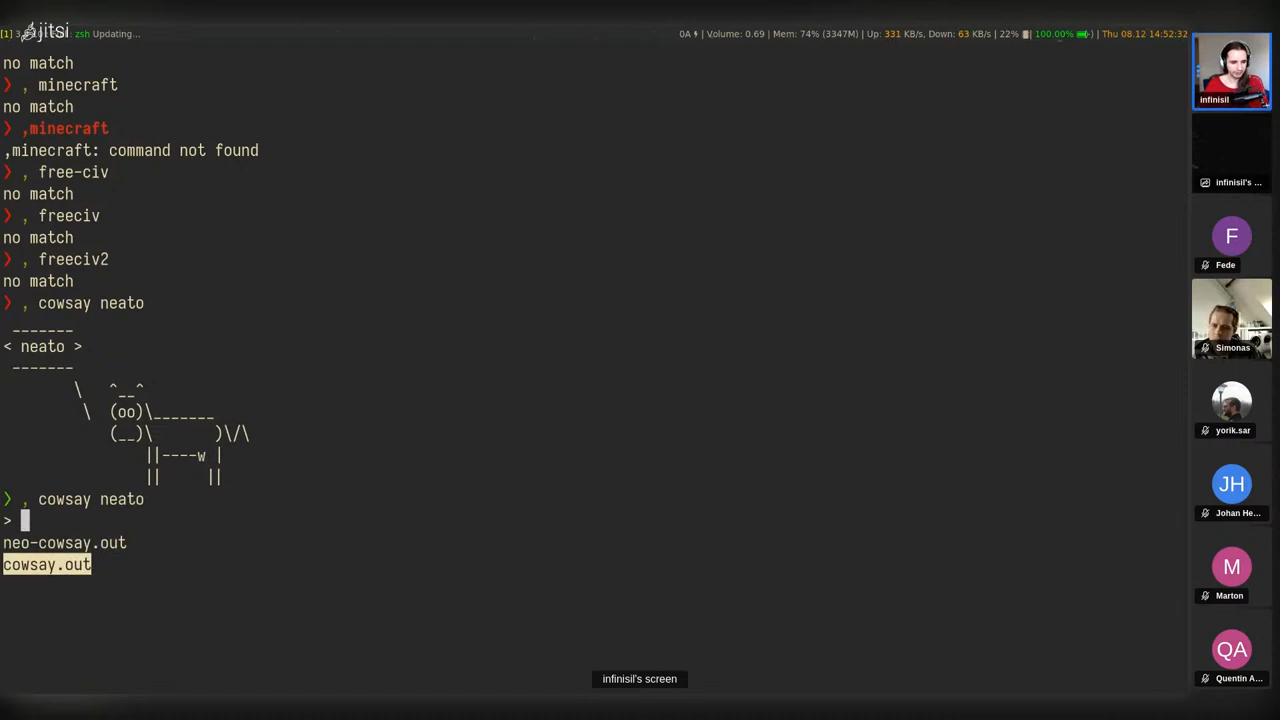 jitsi
zsh Updating...
0A | Volume: 0.69 | Mem: 74% (3347M) | Up: 331 KB/s, Down: 63 KB/s | 22% | 100.00% | Thu 08.12 14:52:32
no match
❯ , minecraft
no match
❯ ,minecraft
,minecraft: command not found
❯ , free-civ
no match
❯ , freeciv
no match
❯ , freeciv2
no match
❯ , cowsay neato
 _______
< neato >
 -------
        \   ^__^
         \  (oo)\_______
            (__)\       )\/\
                ||----w |
                ||     ||
❯ , cowsay neato
>
neo-cowsay.out
cowsay.out
infinisil's screen
infinisil
infinisil's ...
F
Fede
Simonas
yorik.sar
JH
Johan He...
M
Marton
QA
Quentin A...